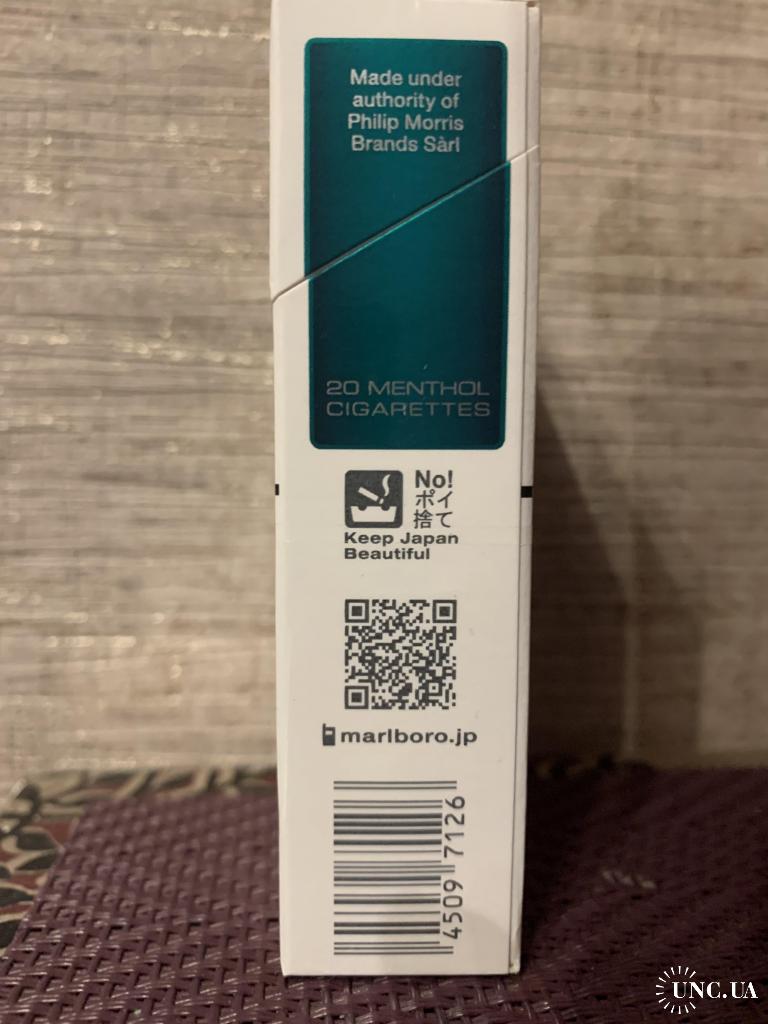 Made under
authority of
Philip Morris
Brands Sàrl
20 MENTHOL
CIGARETTES
No!
ポイ
捨て
Keep Japan
Beautiful
marlboro.jp
4509 7126
UNC.UA